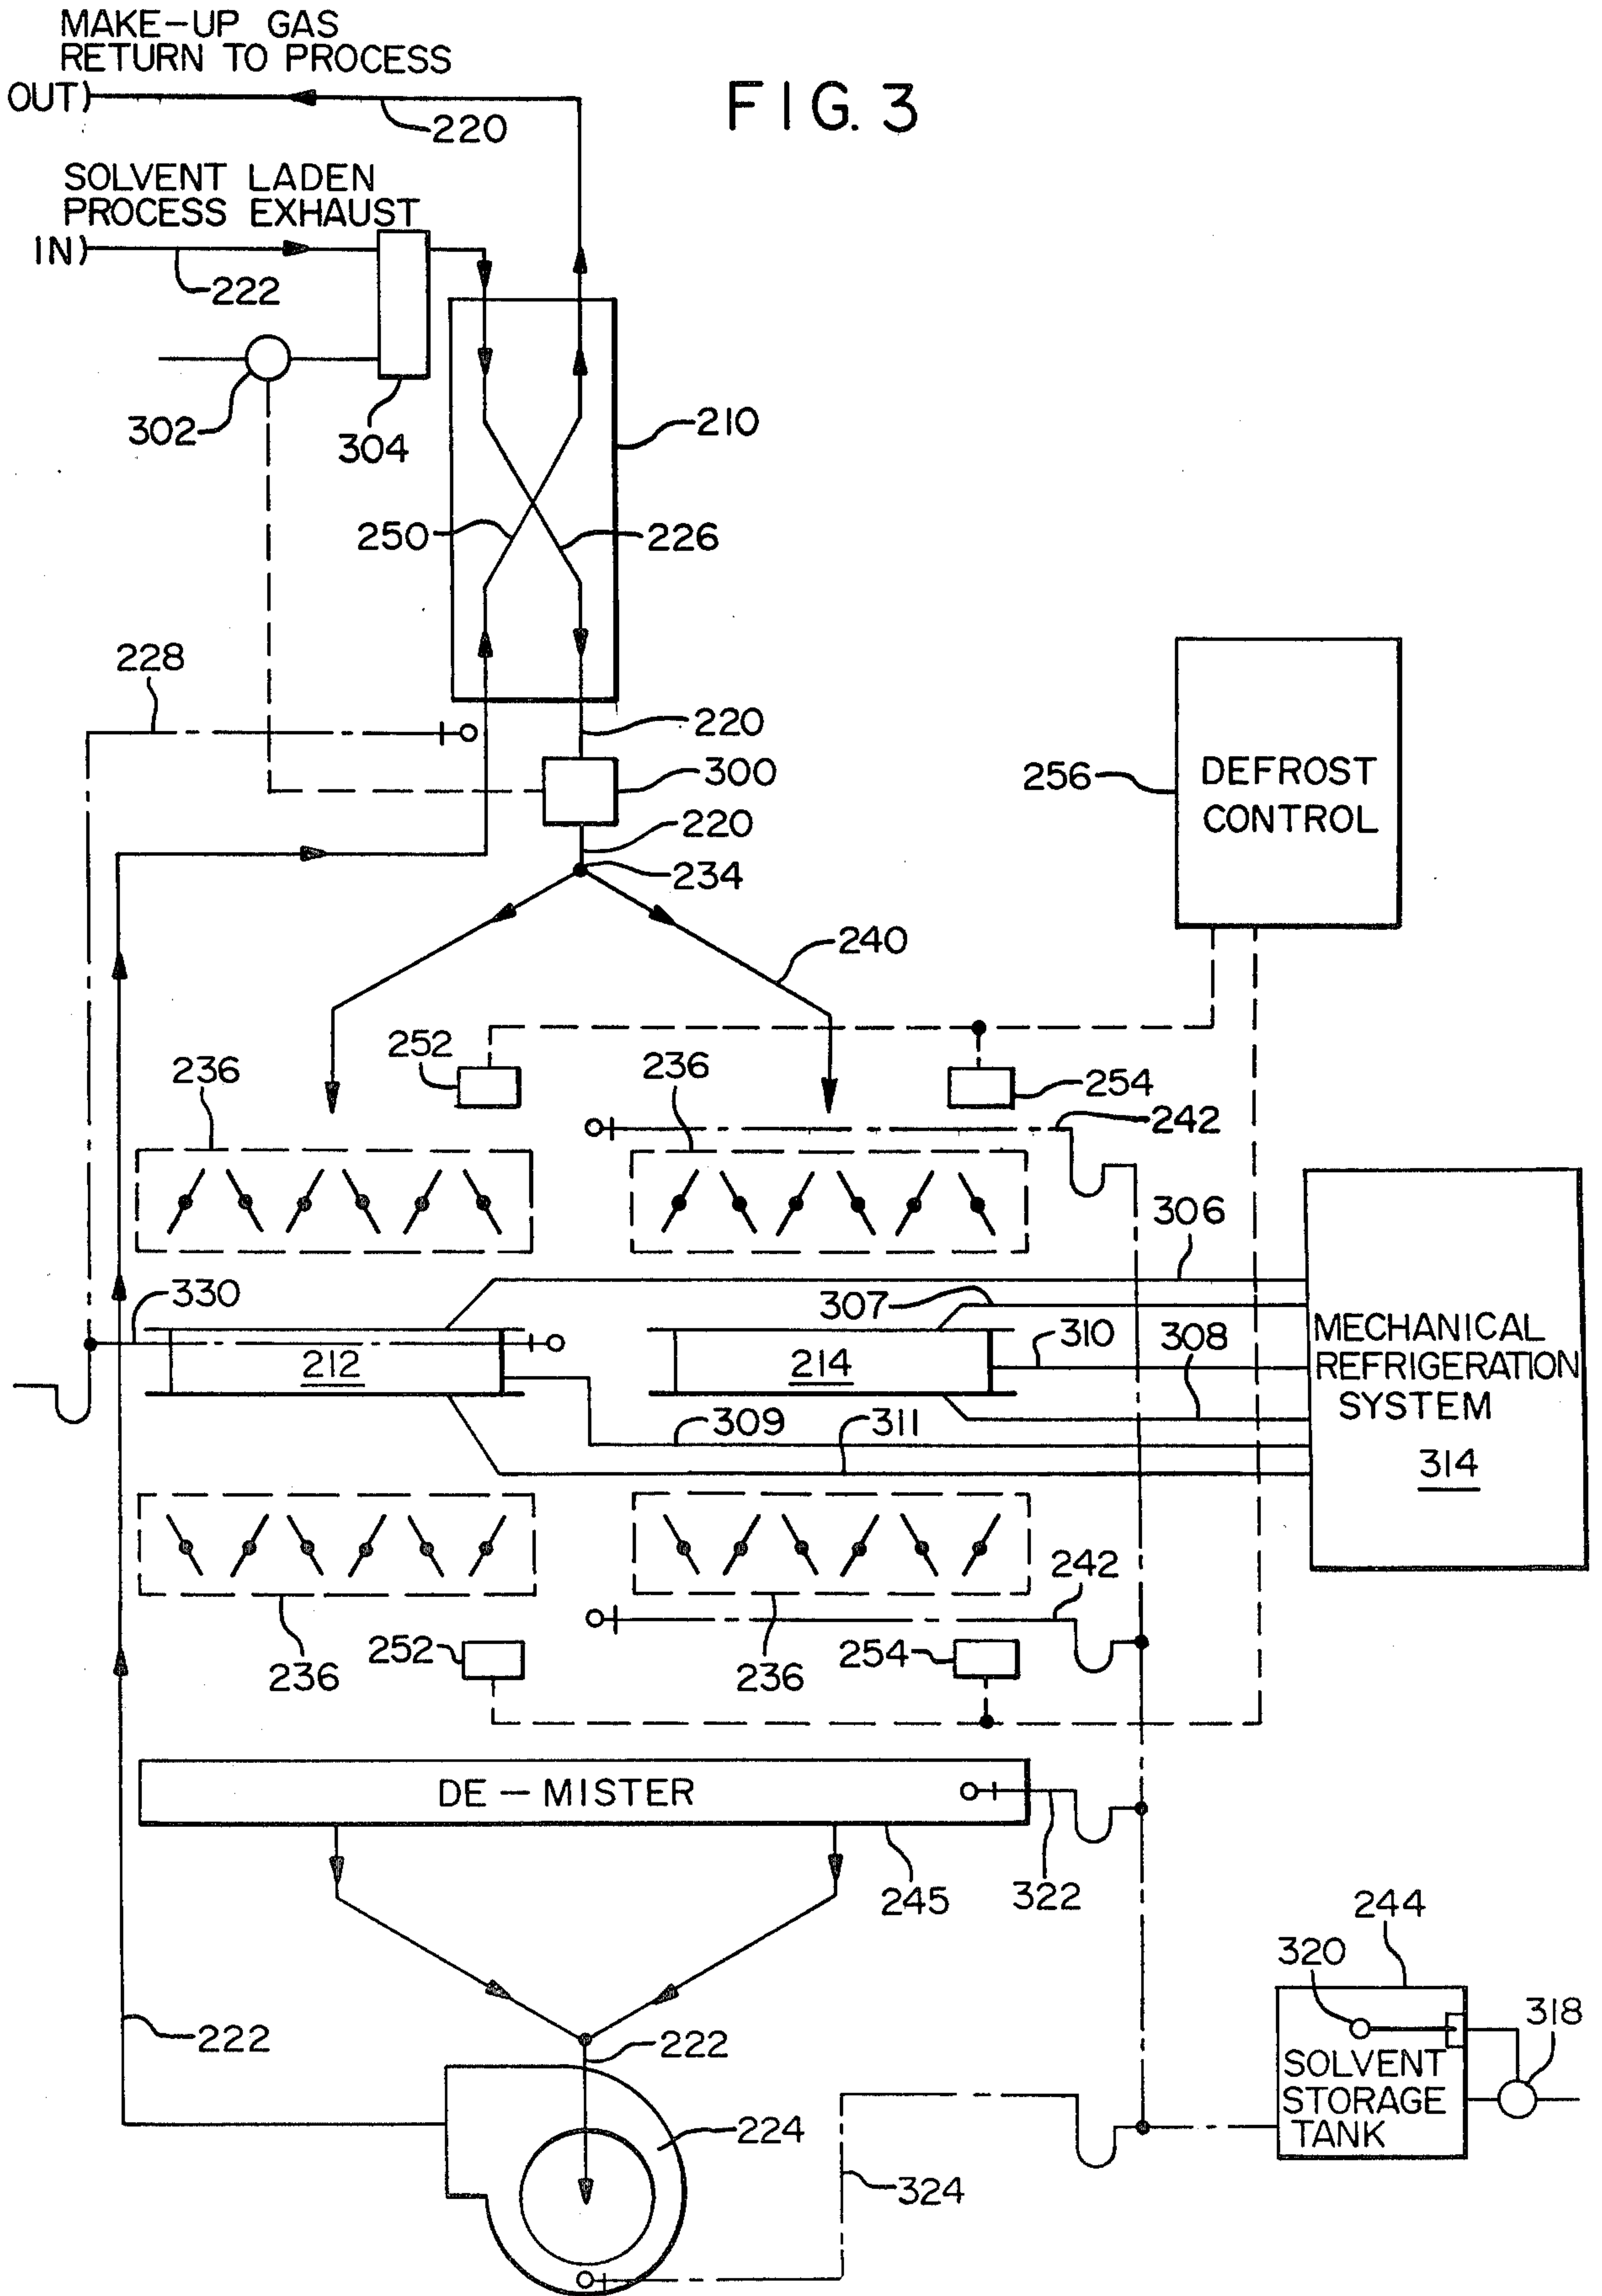 MAKE-UP GAS
RETURN TO PROCESS
OUT)
220
FIG. 3
SOLVENT LADEN
PROCESS EXHAUST
IN)
222
302
304
210
250
226
228
220
300
220
234
256
DEFROST
CONTROL
240
252
254
236
236
242
306
330
307
310
308
212
214
MECHANICAL
REFRIGERATION
SYSTEM
314
309
311
242
236
252
236
254
DE-MISTER
245
322
244
320
318
SOLVENT
STORAGE
TANK
222
222
224
324